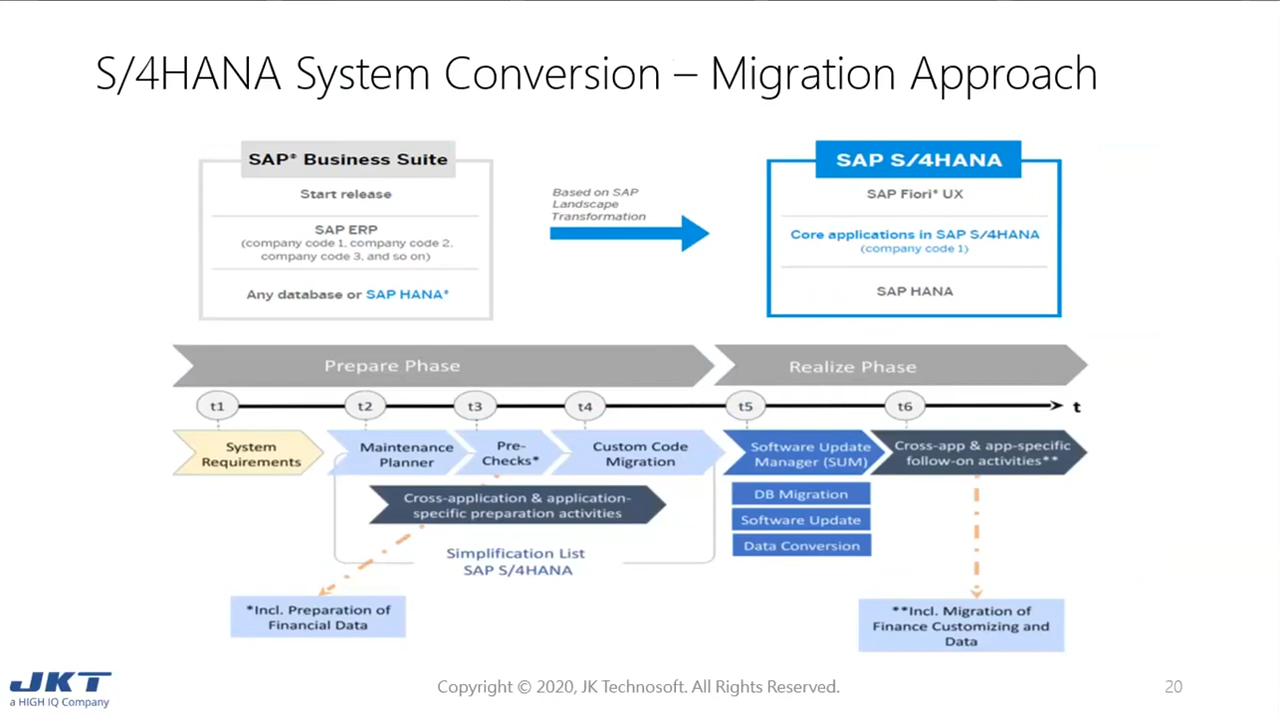 S/4HANA System Conversion – Migration Approach
SAP® Business Suite
Start release
SAP ERP
(company code 1, company code 2,
company code 3, and so on)
Any database or SAP HANA®
Based on SAP
Landscape
Transformation
SAP S/4HANA
SAP Fiori® UX
Core applications in SAP S/4HANA
(company code 1)
SAP HANA
Prepare Phase
Realize Phase
t1
t2
t3
t4
t5
t6
t
System
Requirements
Maintenance
Planner
Pre-
Checks*
Custom Code
Migration
Software Update
Manager (SUM)
Cross-app & app-specific
follow-on activities**
Cross-application & application-
specific preparation activities
DB Migration
Software Update
Data Conversion
Simplification List
SAP S/4HANA
*Incl. Preparation of
Financial Data
**Incl. Migration of
Finance Customizing and
Data
JKT
a HIGH IQ Company
Copyright © 2020, JK Technosoft. All Rights Reserved.
20